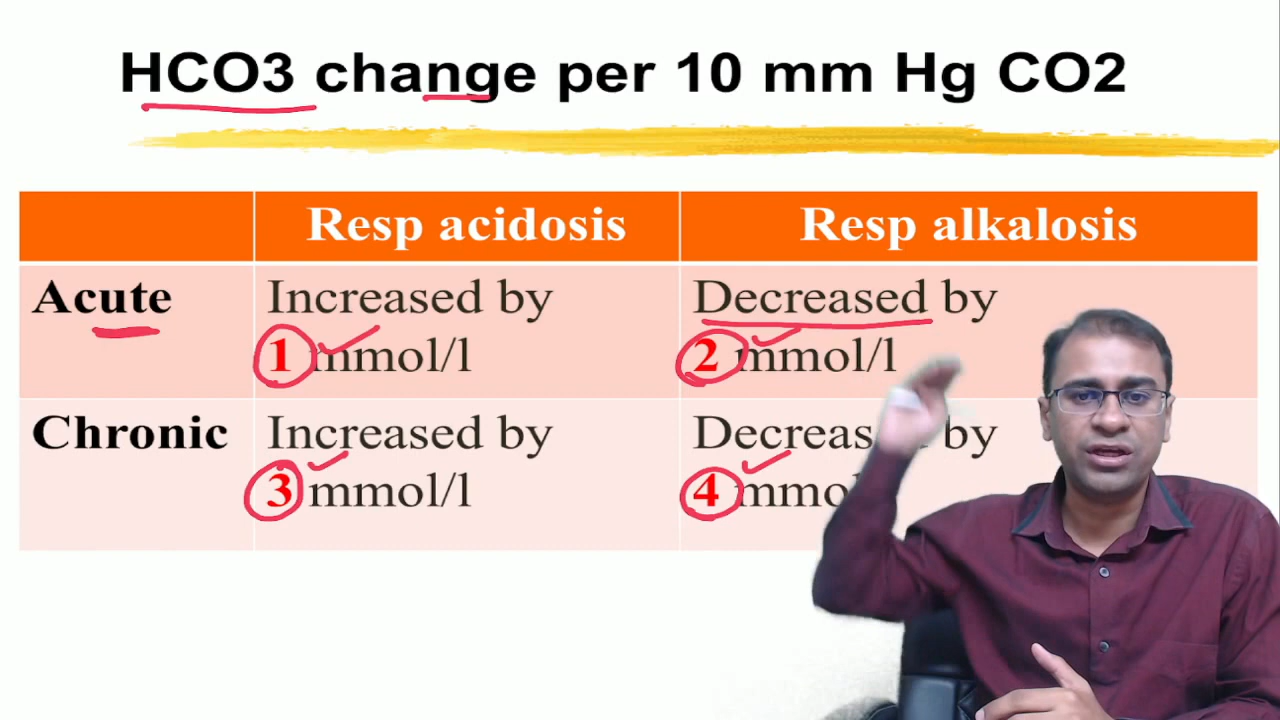 HCO3 change per 10 mm Hg CO2
Resp acidosis
Resp alkalosis
Acute
Increased by
1 mmol/l
Decreased by
2 mmol/l
Chronic
Increased by
3 mmol/l
by
4